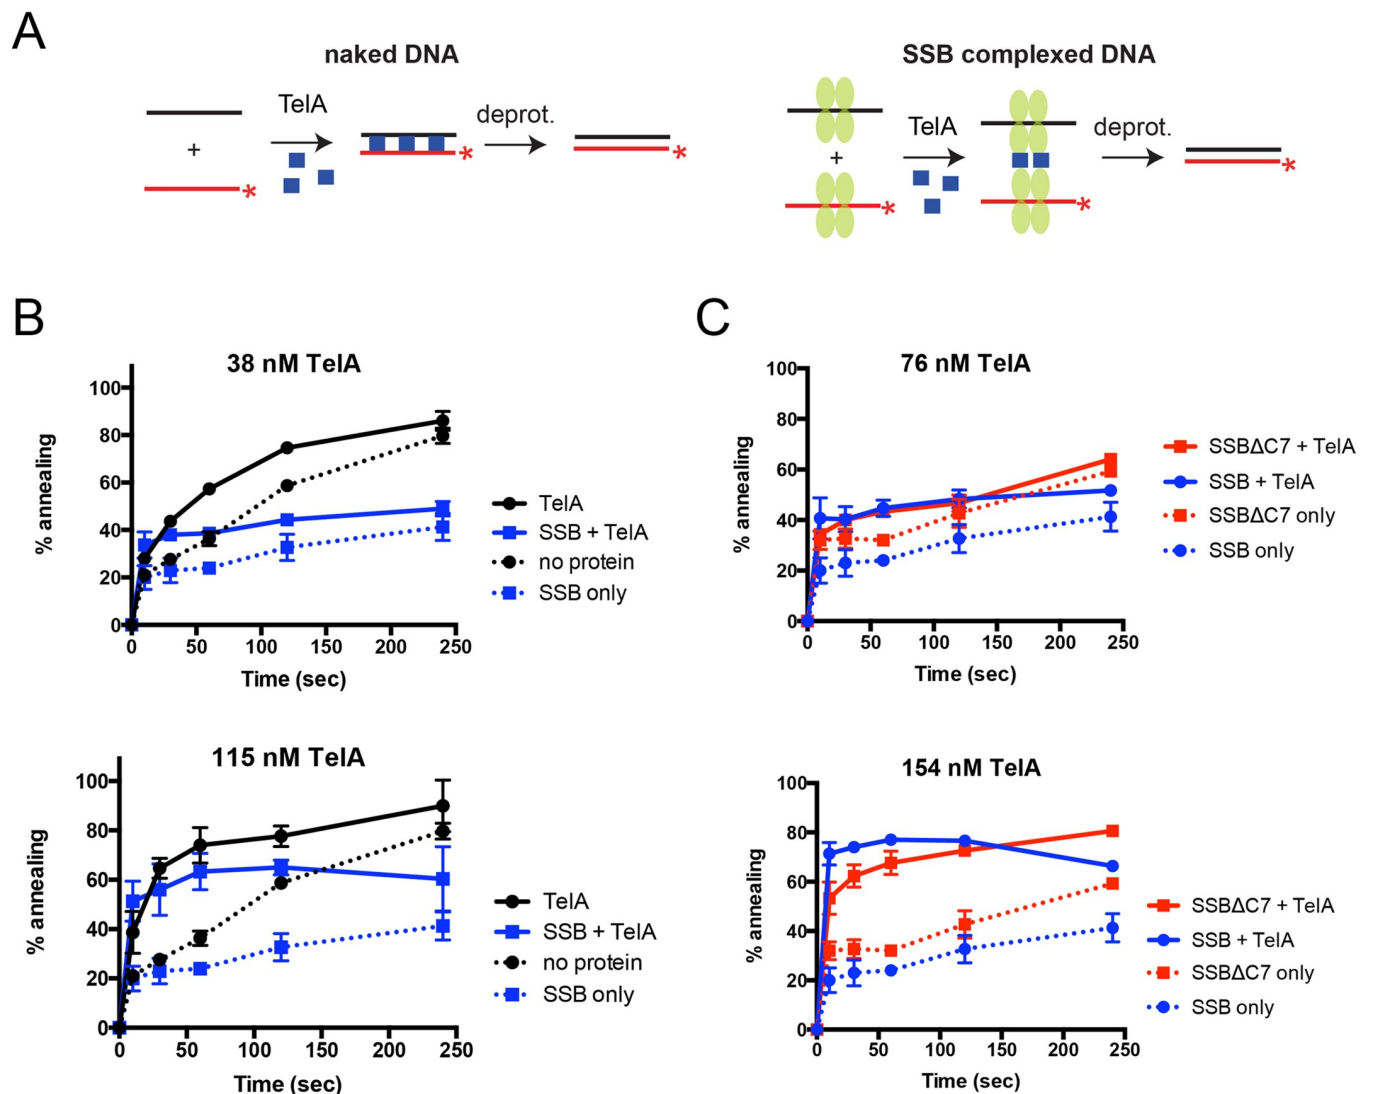 A
naked DNA
SSB complexed DNA
TelA
deprot.
+
*
*
*
TelA
deprot.
+
*
*
*
B
38 nM TelA
% annealing
100
80
60
40
20
0
0 50 100 150 200 250
Time (sec)
TelA
SSB + TelA
no protein
SSB only
115 nM TelA
% annealing
100
80
60
40
20
0
0 50 100 150 200 250
Time (sec)
TelA
SSB + TelA
no protein
SSB only
C
76 nM TelA
% annealing
100
80
60
40
20
0
0 50 100 150 200 250
Time (sec)
SSBΔC7 + TelA
SSB + TelA
SSBΔC7 only
SSB only
154 nM TelA
% annealing
100
80
60
40
20
0
0 50 100 150 200 250
Time (sec)
SSBΔC7 + TelA
SSB + TelA
SSBΔC7 only
SSB only